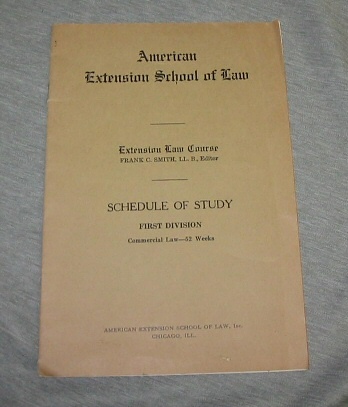 American
Extension School of Law
Extension Law Course
FRANK C. SMITH, LL. B., Editor
SCHEDULE OF STUDY
FIRST DIVISION
Commercial Law—52 Weeks
AMERICAN EXTENSION SCHOOL OF LAW, Inc.
CHICAGO, ILL.